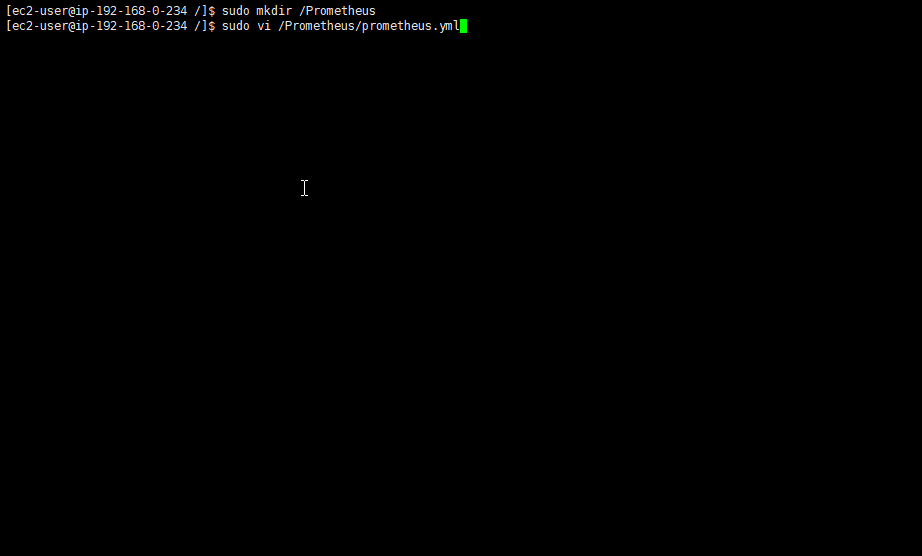 [ec2-user@ip-192-168-0-234 /]$ sudo mkdir /Prometheus
[ec2-user@ip-192-168-0-234 /]$ sudo vi /Prometheus/prometheus.yml